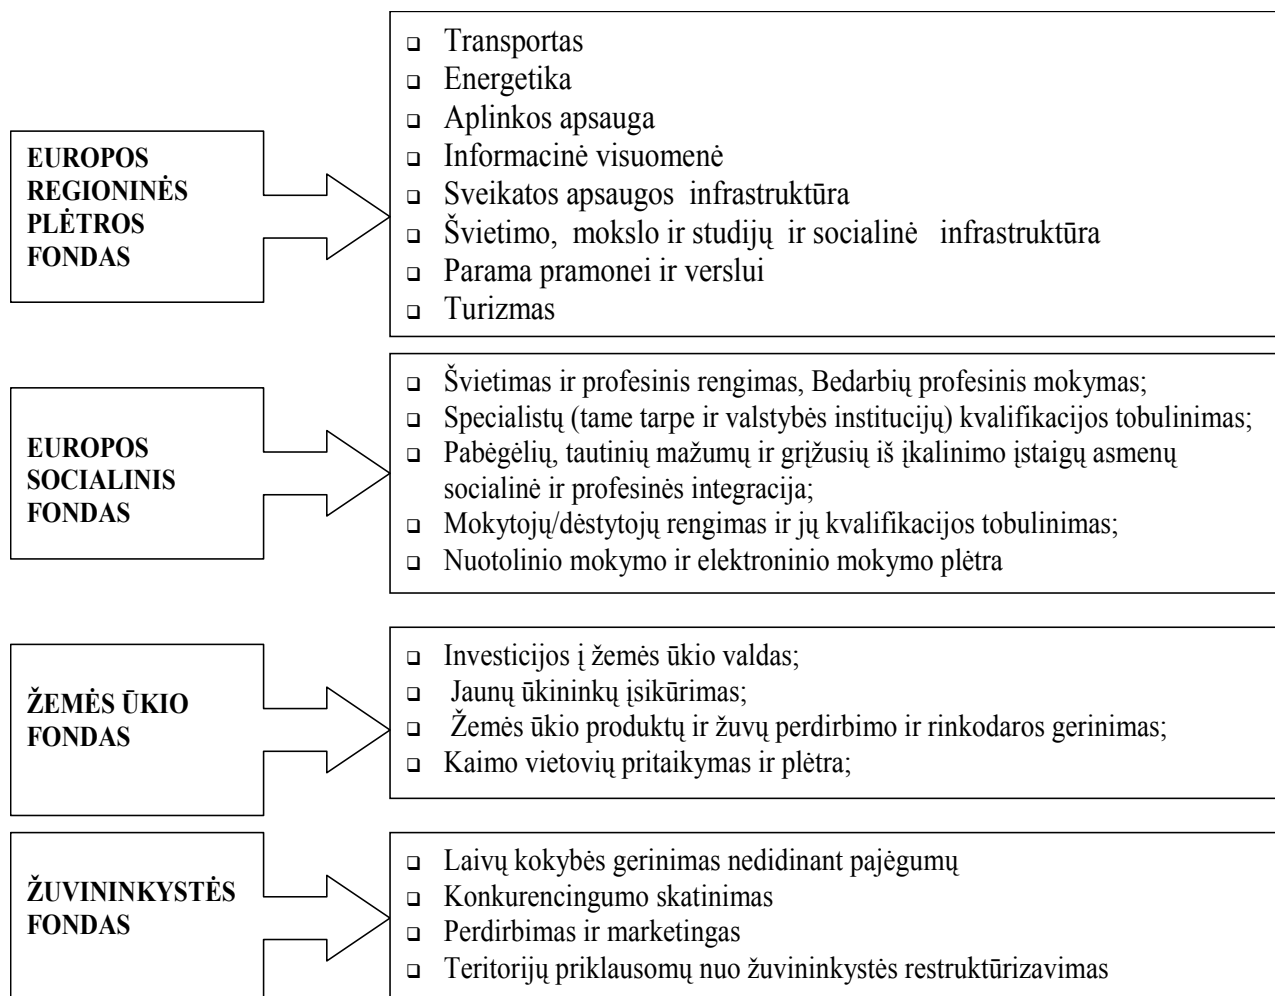 EUROPOS
REGIONINĖS
PLĖTROS
FONDAS
Transportas
Energetika
Aplinkos apsauga
Informacinė visuomenė
Sveikatos apsaugos infrastruktūra
Švietimo, mokslo ir studijų ir socialinė infrastruktūra
Parama pramonei ir verslui
Turizmas
EUROPOS
SOCIALINIS
FONDAS
Švietimas ir profesinis rengimas, Bedarbių profesinis mokymas;
Specialistų (tame tarpe ir valstybės institucijų) kvalifikacijos tobulinimas;
Pabėgėlių, tautinių mažumų ir grįžusių iš įkalinimo įstaigų asmenų
socialinė ir profesinės integracija;
Mokytojų/dėstytojų rengimas ir jų kvalifikacijos tobulinimas;
Nuotolinio mokymo ir elektroninio mokymo plėtra
ŽEMĖS ŪKIO
FONDAS
Investicijos į žemės ūkio valdas;
Jaunų ūkininkų įsikūrimas;
Žemės ūkio produktų ir žuvų perdirbimo ir rinkodaros gerinimas;
Kaimo vietovių pritaikymas ir plėtra;
ŽUVININKYSTĖS
FONDAS
Laivų kokybės gerinimas nedidinant pajėgumų
Konkurencingumo skatinimas
Perdirbimas ir marketingas
Teritorijų priklausomų nuo žuvininkystės restruktūrizavimas